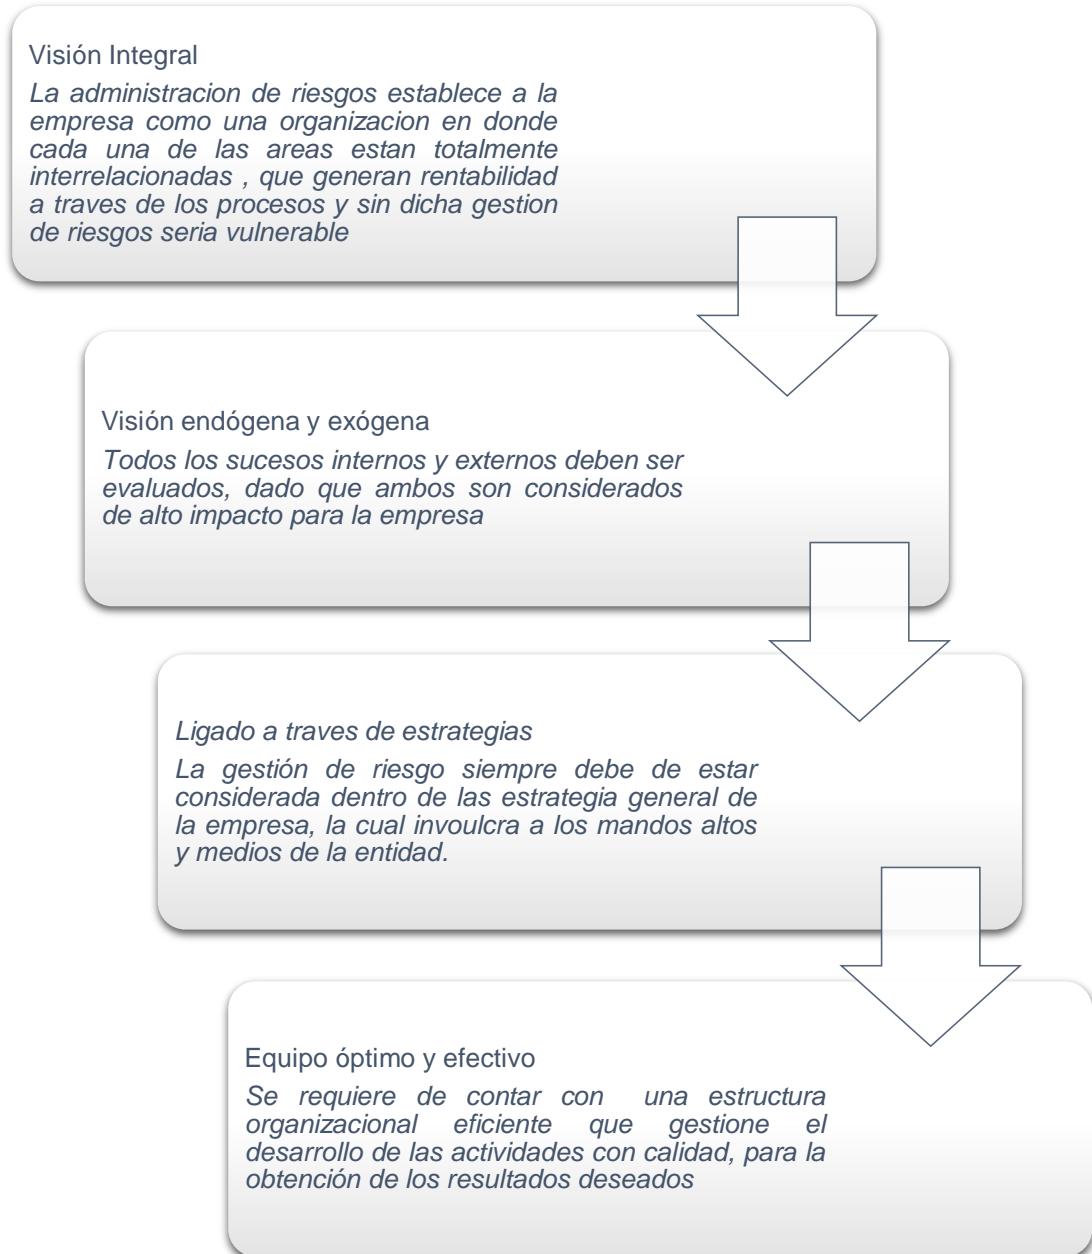 Visión Integral
La administracion de riesgos establece a la
empresa como una organizacion en donde
cada una de las areas estan totalmente
interrelacionadas , que generan rentabilidad
a traves de los procesos y sin dicha gestion
de riesgos seria vulnerable
Visión endógena y exógena
Todos los sucesos internos y externos deben ser
evaluados, dado que ambos son considerados
de alto impacto para la empresa
Ligado a traves de estrategias
La gestión de riesgo siempre debe de estar
considerada dentro de las estrategia general de
la empresa, la cual invoulcra a los mandos altos
y medios de la entidad.
Equipo óptimo y efectivo
Se requiere de contar con una estructura
organizacional eficiente que gestione el
desarrollo de las actividades con calidad, para la
obtención de los resultados deseados